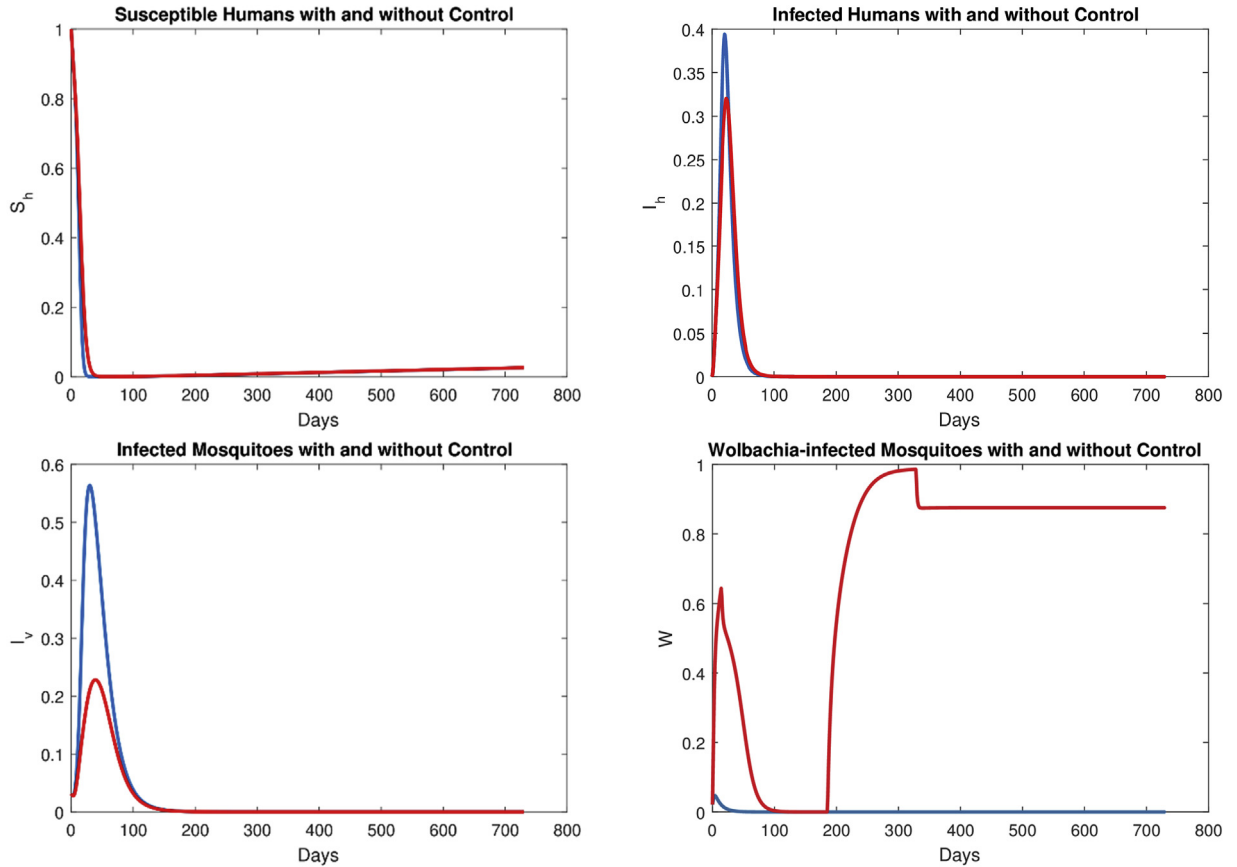 Susceptible Humans with and without Control
1
0.8
0.6
0.4
0.2
0
S_h
0 100 200 300 400 500 600 700 800
Days
Infected Humans with and without Control
0.4
0.35
0.3
0.25
0.2
0.15
0.1
0.05
0
I_h
0 100 200 300 400 500 600 700 800
Days
Infected Mosquitoes with and without Control
0.6
0.5
0.4
0.3
0.2
0.1
0
I_v
0 100 200 300 400 500 600 700 800
Days
Wolbachia-infected Mosquitoes with and without Control
1
0.8
0.6
0.4
0.2
0
W
0 100 200 300 400 500 600 700 800
Days